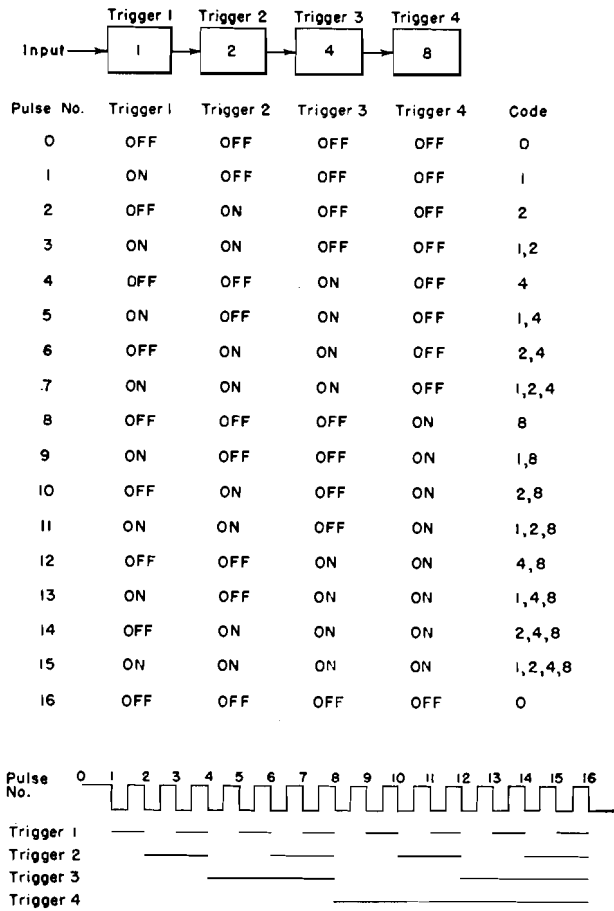 Trigger 1 Trigger 2 Trigger 3 Trigger 4
Input 1 2 4 8
Pulse No. Trigger 1 Trigger 2 Trigger 3 Trigger 4 Code
0 OFF OFF OFF OFF 0
1 ON OFF OFF OFF 1
2 OFF ON OFF OFF 2
3 ON ON OFF OFF 1,2
4 OFF OFF ON OFF 4
5 ON OFF ON OFF 1,4
6 OFF ON ON OFF 2,4
7 ON ON ON OFF 1,2,4
8 OFF OFF OFF ON 8
9 ON OFF OFF ON 1,8
10 OFF ON OFF ON 2,8
11 ON ON OFF ON 1,2,8
12 OFF OFF ON ON 4,8
13 ON OFF ON ON 1,4,8
14 OFF ON ON ON 2,4,8
15 ON ON ON ON 1,2,4,8
16 OFF OFF OFF OFF 0
Pulse No. 0 1 2 3 4 5 6 7 8 9 10 11 12 13 14 15 16
Trigger 1
Trigger 2
Trigger 3
Trigger 4